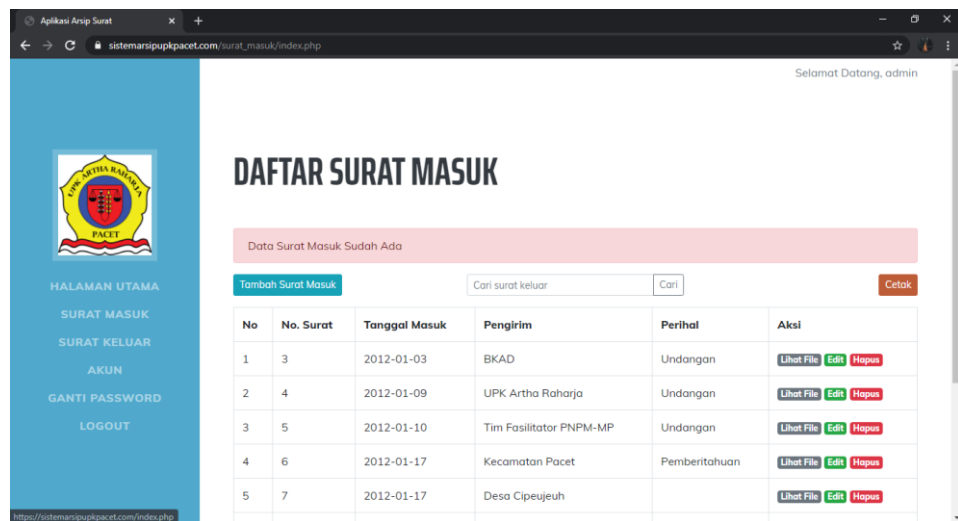 Aplikasi Arsip Surat
sistemarsipupkpacet.com/surat_masuk/index.php
Selamat Datang, admin
UPK ARTHA RAHARJA
PACET
HALAMAN UTAMA
SURAT MASUK
SURAT KELUAR
AKUN
GANTI PASSWORD
LOGOUT
DAFTAR SURAT MASUK
Data Surat Masuk Sudah Ada
Tambah Surat Masuk Cari surat keluar Cari Cetak
No No. Surat Tanggal Masuk Pengirim Perihal Aksi
1 3 2012-01-03 BKAD Undangan Lihat File Edit Hapus
2 4 2012-01-09 UPK Artha Raharja Undangan Lihat File Edit Hapus
3 5 2012-01-10 Tim Fasilitator PNPM-MP Undangan Lihat File Edit Hapus
4 6 2012-01-17 Kecamatan Pacet Pemberitahuan Lihat File Edit Hapus
5 7 2012-01-17 Desa Cipeujeuh Lihat File Edit Hapus
https://sistemarsipupkpacet.com/index.php